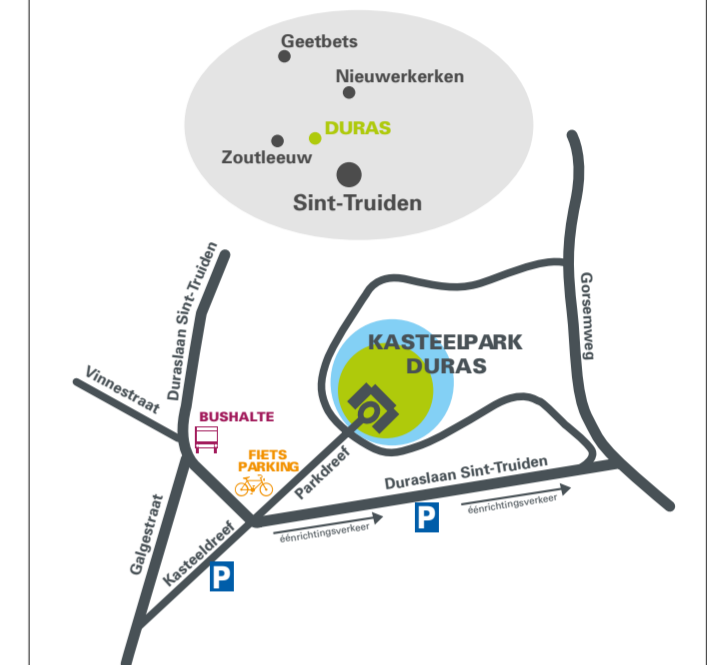 Geetbets
Nieuwerkerken
DURAS
Zoutleeuw
Sint-Truiden
Duraslaan Sint-Truiden
Gorsemweg
KASTEELPARK
DURAS
Vinnestraat
BUSHALTE
FIETS
PARKING
Parkdreef
Duraslaan Sint-Truiden
éénrichtingsverkeer
P
éénrichtingsverkeer
Galgestraat
Kasteeldreef
P